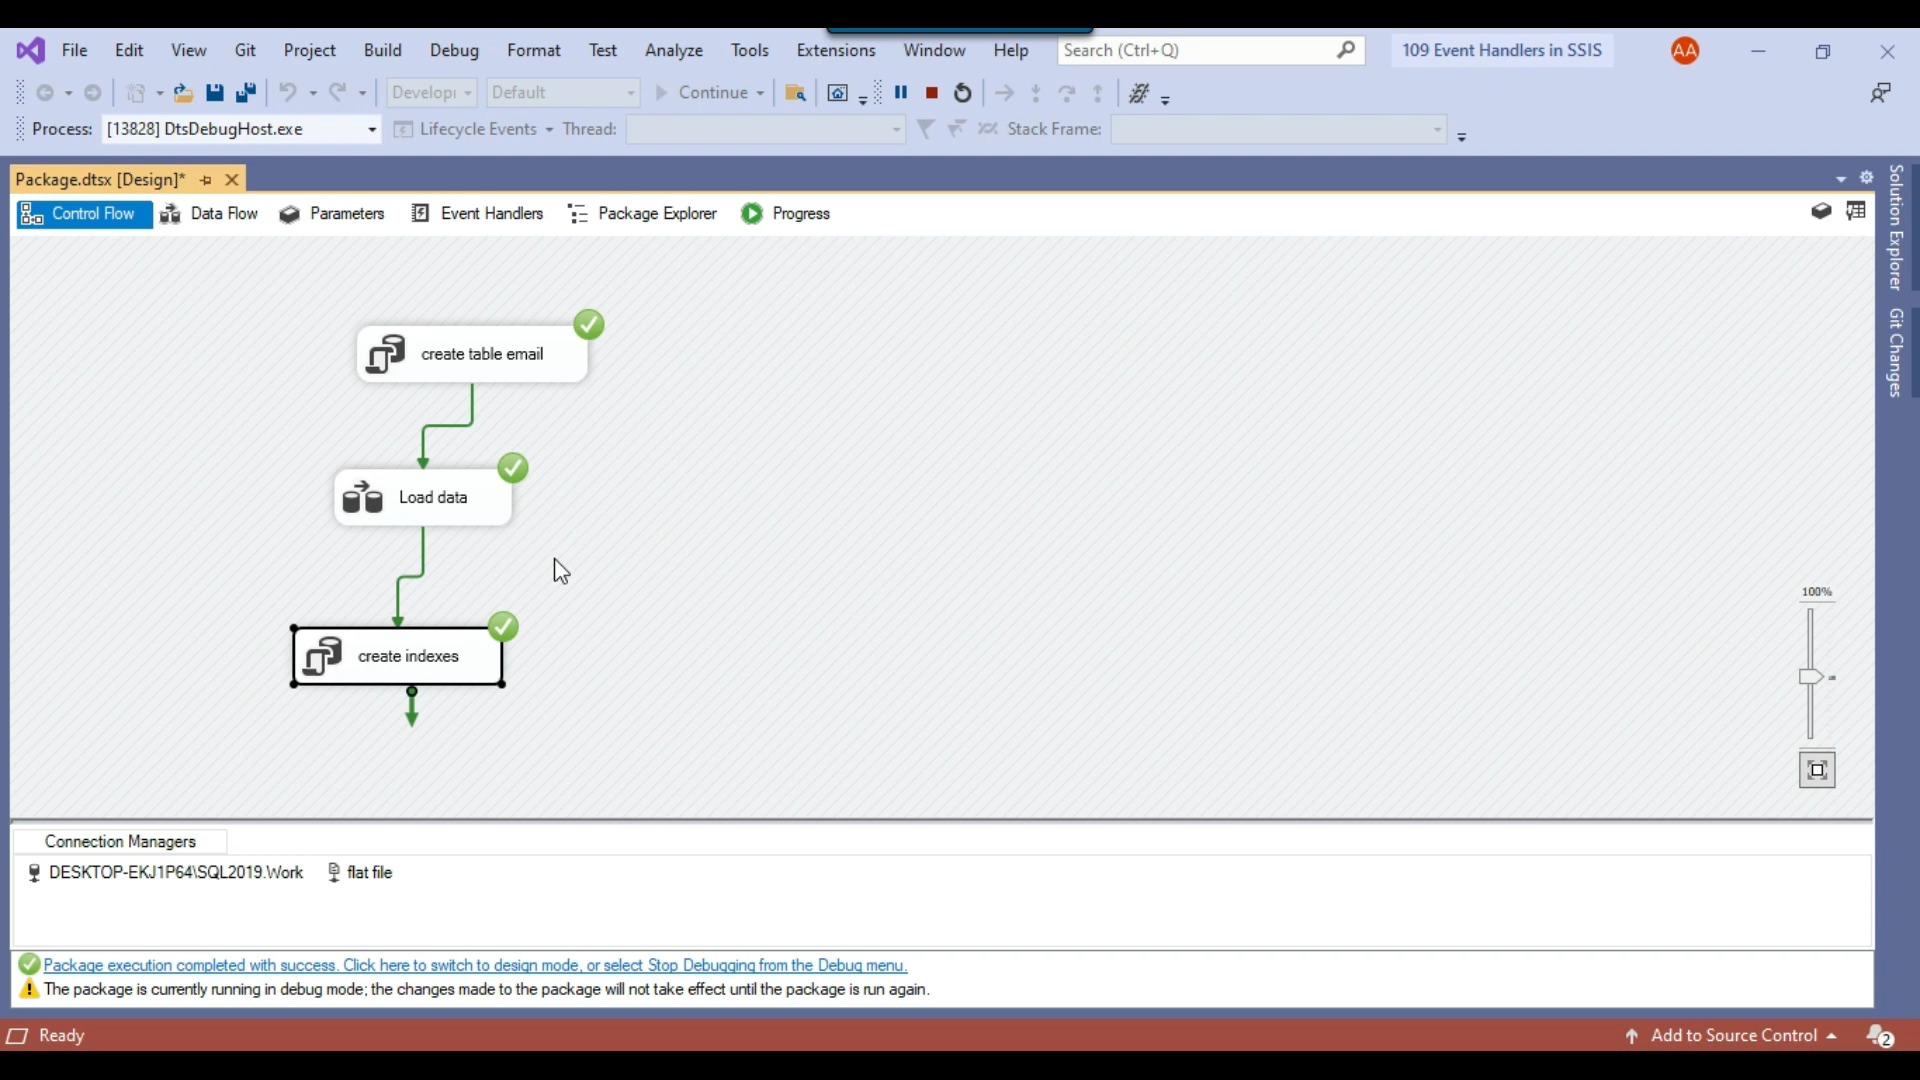 File Edit View Git Project Build Debug Format Test Analyze Tools Extensions Window Help Search (Ctrl+Q) 109 Event Handlers in SSIS AA
Developi Default Continue
Process: [13828] DtsDebugHost.exe Lifecycle Events Thread: Stack Frame:
Package.dtsx [Design]*
Control Flow Data Flow Parameters Event Handlers Package Explorer Progress
Solution Explorer
Git Changes
create table email
Load data
create indexes
100%
Connection Managers
DESKTOP-EKJ1P64\SQL2019.Work flat file
Package execution completed with success. Click here to switch to design mode, or select Stop Debugging from the Debug menu.
The package is currently running in debug mode; the changes made to the package will not take effect until the package is run again.
Ready Add to Source Control 2